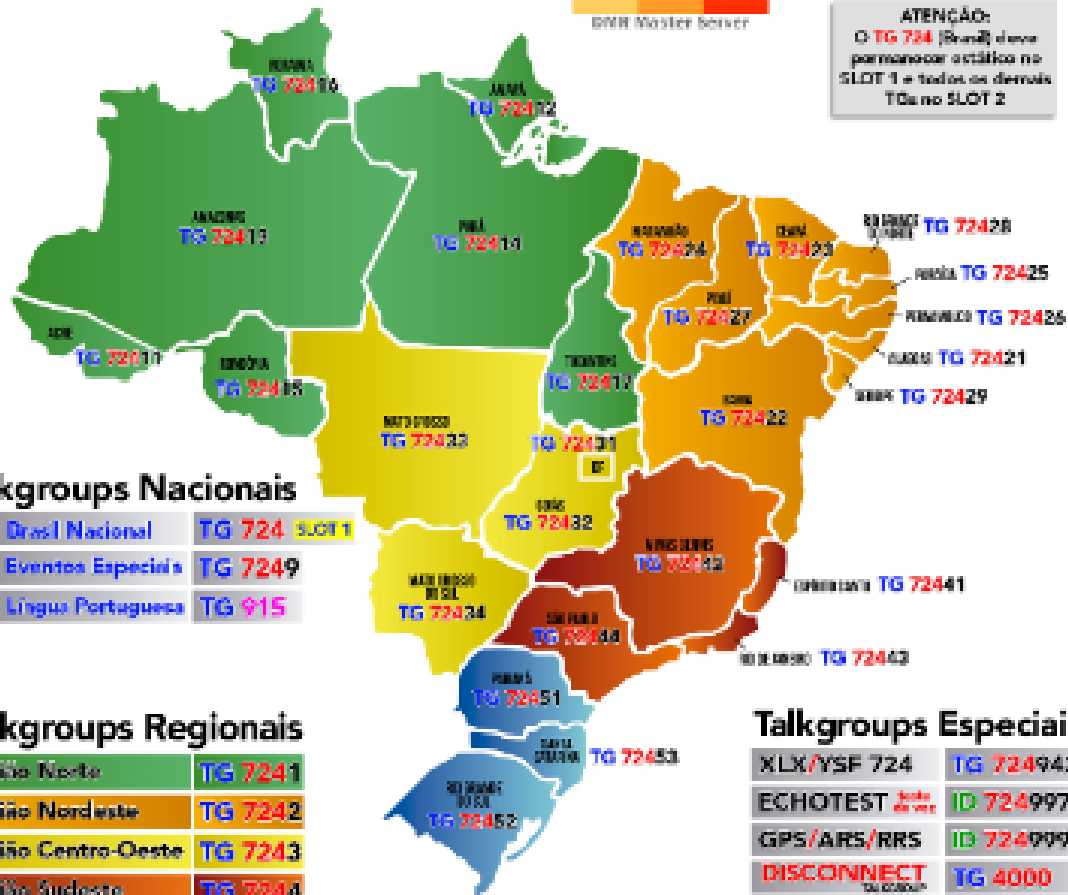 DMR Master Server
ATENÇÃO:
O TG 724 (Brasil) deve
permanecer estático no
SLOT 1 e todos os demais
TGs no SLOT 2
RORAIMA
TG 72416
AMAPÁ
TG 72412
AMAZONAS
TG 72413
PARÁ
TG 72414
MARANHÃO
TG 72424
CEARÁ
TG 72423
RIO GRANDE
DO NORTE
TG 72428
PARAÍBA TG 72425
PIAUÍ
TG 72427
PERNAMBUCO TG 72426
ACRE
TG 72411
RONDÔNIA
TG 72415
TOCANTINS
TG 72417
ALAGOAS TG 72421
SERGIPE TG 72429
BAHIA
TG 72422
MATO GROSSO
TG 72433
TG 72431
DF
GOIÁS
TG 72432
kgroups Nacionais
Brasil Nacional TG 724 SLOT 1
Eventos Especiais TG 7249
Língua Portuguesa TG 915
MINAS GERAIS
TG 72442
MATO GROSSO
DO SUL
TG 72434
ESPÍRITO SANTO TG 72441
SÃO PAULO
TG 72444
RIO DE JANEIRO TG 72443
PARANÁ
TG 72451
SANTA
CATARINA
TG 72453
RIO GRANDE
DO SUL
TG 72452
kgroups Regionais
ião Norte TG 7241
ião Nordeste TG 7242
ião Centro-Oeste TG 7243
ião Sudeste TG 7244
Talkgroups Especiai
XLX/YSF 724 TG 72494
ECHOTEST ID 724997
GPS/ARS/RRS ID 724999
DISCONNECT TG 4000
TALKGROUP